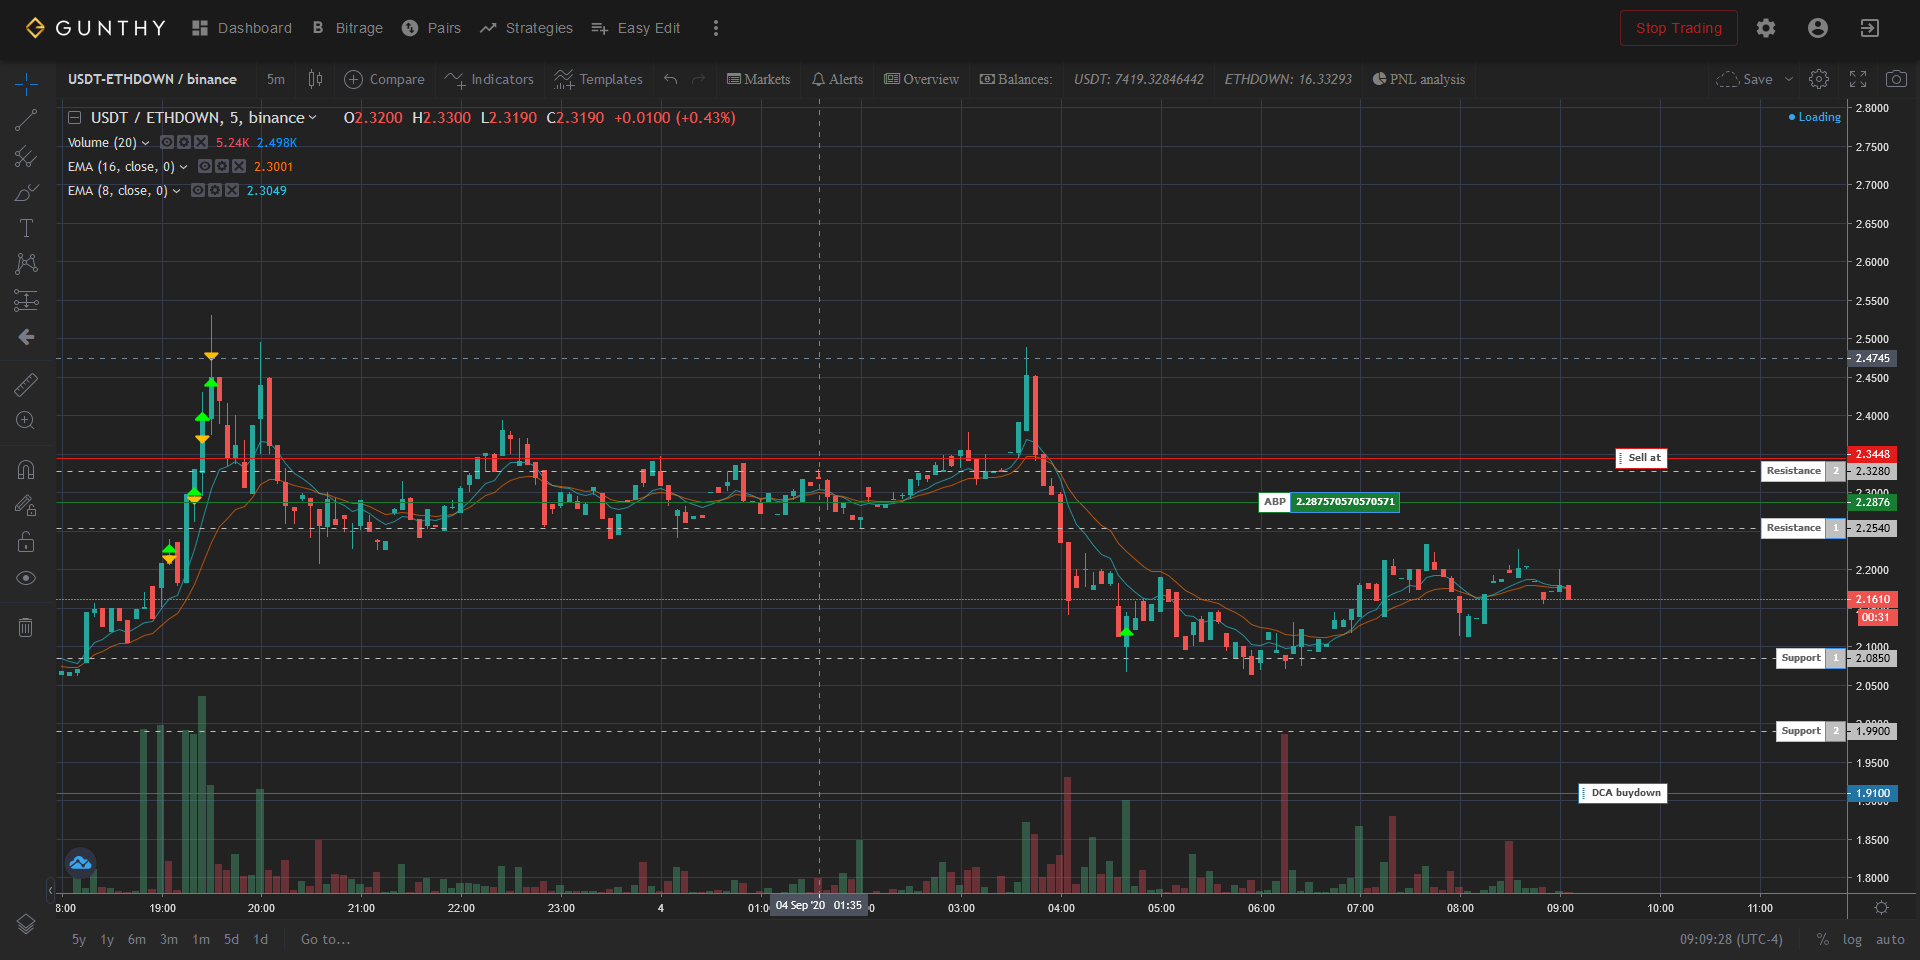 GUNTHY Dashboard Bitrage Pairs Strategies Easy Edit Stop Trading
USDT-ETHDOWN / binance 5m Compare Indicators Templates Markets Alerts Overview Balances: USDT: 7419.32846442 ETHDOWN: 16.33293 PNL analysis Save
USDT / ETHDOWN, 5, binance O2.3200 H2.3300 L2.3190 C2.3190 +0.0100 (+0.43%)
Loading
Volume (20) 5.24K 2.498K
EMA (16, close, 0) 2.3001
EMA (8, close, 0) 2.3049
2.8000
2.7500
2.7000
2.6500
2.6000
2.5500
2.5000
2.4745
2.4500
2.4000
Sell at 2.3448
Resistance 2 2.3280
2.3000
ABP 2.287570570570571 2.2876
Resistance 1 2.2540
2.2000
2.1610
00:31
2.1000
Support 1 2.0850
2.0500
Support 2 1.9900
1.9500
DCA buydown 1.9100
1.8500
1.8000
8:00 19:00 20:00 21:00 22:00 23:00 4 01:0 04 Sep '20 01:35 03:00 04:00 05:00 06:00 07:00 08:00 09:00 10:00 11:00
5y 1y 6m 3m 1m 5d 1d Go to... 09:09:28 (UTC-4) % log auto